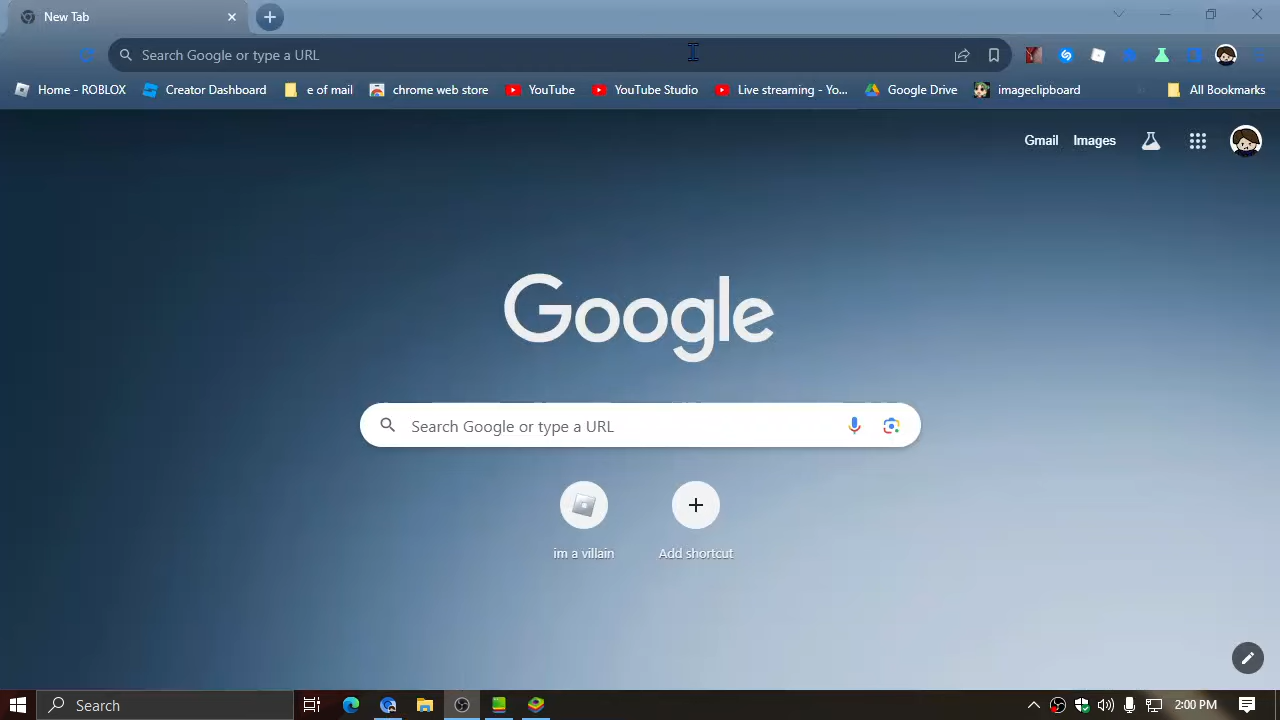 New Tab
Search Google or type a URL
Home - ROBLOX
Creator Dashboard
e of mail
chrome web store
YouTube
YouTube Studio
Live streaming - Yo...
Google Drive
imageclipboard
All Bookmarks
Gmail
Images
Google
Search Google or type a URL
im a villain
Add shortcut
Search
2:00 PM